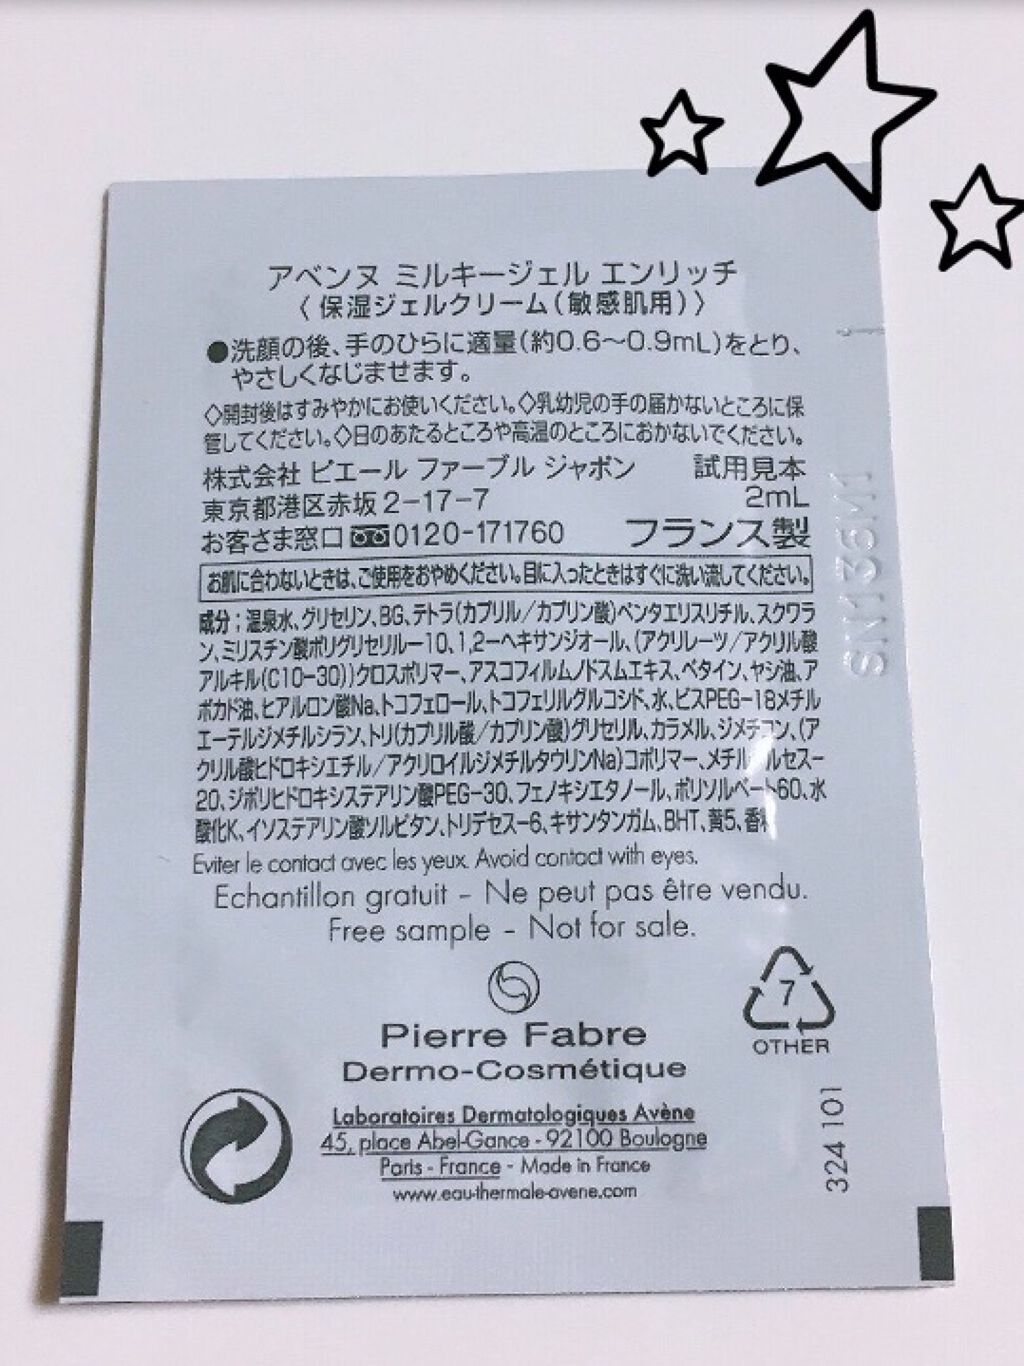 アベンヌ ミルキージェル エンリッチ
〈保湿ジェルクリーム(敏感肌用)〉
●洗顔の後、手のひらに適量(約0.6〜0.9mL)をとり、
やさしくなじませます。
◇開封後はすみやかにお使いください。◇乳幼児の手の届かないところに保
管してください。◇日のあたるところや高温のところにおかないでください。
株式会社 ピエール ファーブル ジャポン 試用見本
東京都港区赤坂2-17-7 2mL
お客さま窓口 0120-171760 フランス製
お肌に合わないときは、ご使用をおやめください。目に入ったときはすぐに洗い流してください。
成分;温泉水、グリセリン、BG、テトラ(カプリル/カプリン酸)ペンタエリスリチル、スクワラ
ン、ミリスチン酸ポリグリセリル-10、1,2-ヘキサンジオール、(アクリレーツ/アクリル酸
アルキル(C10-30))クロスポリマー、アスコフィルムノドスムエキス、ベタイン、ヤシ油、ア
ボカド油、ヒアルロン酸Na、トコフェロール、トコフェリルグルコシド、水、ビスPEG-18メチル
エーテルジメチルシラン、トリ(カプリル酸/カプリン酸)グリセリル、カラメル、ジメチコン、(ア
クリル酸ヒドロキシエチル/アクリロイルジメチルタウリンNa)コポリマー、メチル ルセス-
20、ジポリヒドロキシステアリン酸PEG-30、フェノキシエタノール、ポリソルベート60、水
酸化K、イソステアリン酸ソルビタン、トリデセス-6、キサンタンガム、BHT、黄5、香
Eviter le contact avec les yeux. Avoid contact with eyes.
Echantillon gratuit - Ne peut pas être vendu.
Free sample - Not for sale.
7
OTHER
Pierre Fabre
Dermo-Cosmétique
Laboratoires Dermatologiques Avène
45, place Abel-Gance - 92100 Boulogne
Paris - France - Made in France
www.eau-thermale-avene.com
324 101